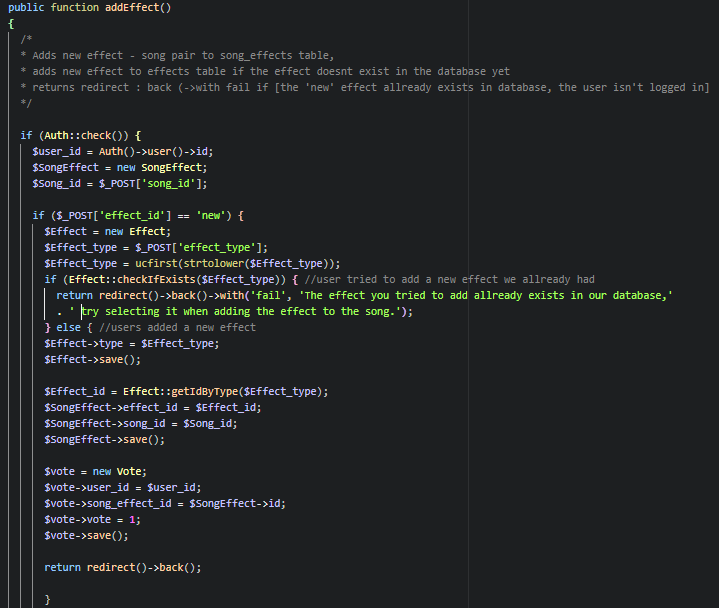 public function addEffect()
{
/*
* Adds new effect - song pair to song_effects table,
* adds new effect to effects table if the effect doesnt exist in the database yet
* returns redirect : back (->with fail if [the 'new' effect allready exists in database, the user isn't logged in]
*/
if (Auth::check()) {
$user_id = Auth()->user()->id;
$SongEffect = new SongEffect;
$Song_id = $_POST['song_id'];
if ($_POST['effect_id'] == 'new') {
$Effect = new Effect;
$Effect_type = $_POST['effect_type'];
$Effect_type = ucfirst(strtolower($Effect_type));
if (Effect::checkIfExists($Effect_type)) { //user tried to add a new effect we allready had
return redirect()->back()->with('fail', 'The effect you tried to add allready exists in our database,'
. ' try selecting it when adding the effect to the song.');
} else { //users added a new effect
$Effect->type = $Effect_type;
$Effect->save();
$Effect_id = Effect::getIdByType($Effect_type);
$SongEffect->effect_id = $Effect_id;
$SongEffect->song_id = $Song_id;
$SongEffect->save();
$vote = new Vote;
$vote->user_id = $user_id;
$vote->song_effect_id = $SongEffect->id;
$vote->vote = 1;
$vote->save();
return redirect()->back();
}